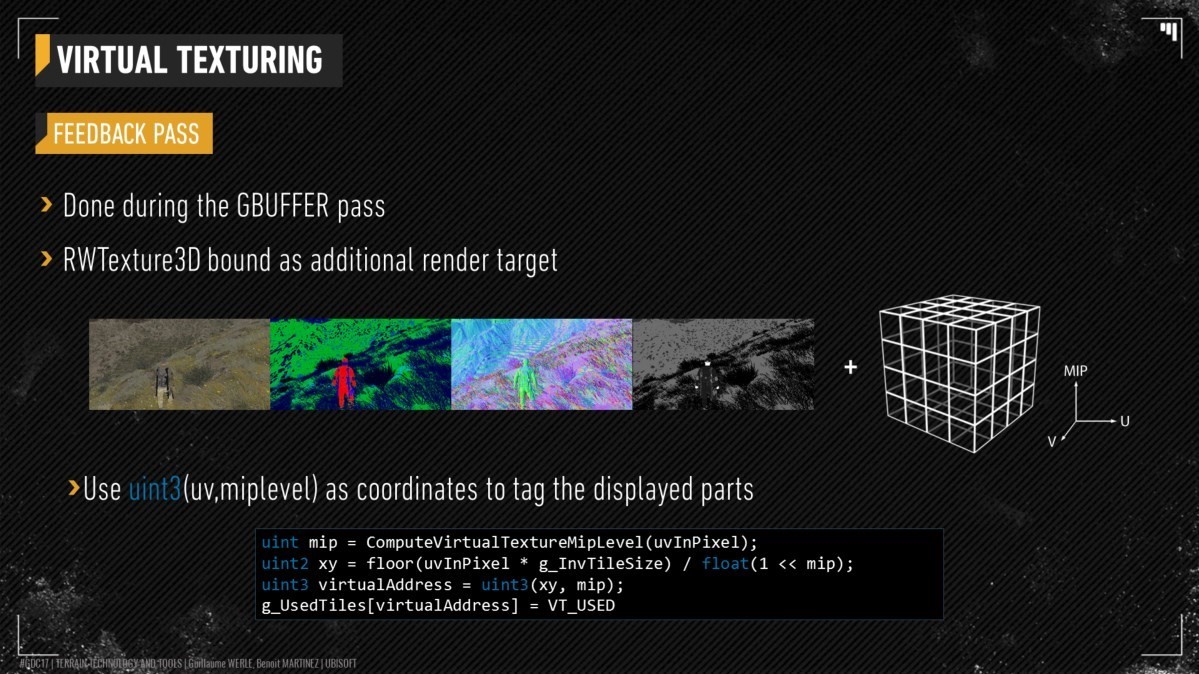 VIRTUAL TEXTURING
FEEDBACK PASS
Done during the GBUFFER pass
RWTexture3D bound as additional render target
+
MIP
U
V
Use uint3(uv,miplevel) as coordinates to tag the displayed parts
uint mip = ComputeVirtualTextureMipLevel(uvInPixel);
uint2 xy = floor(uvInPixel * g_InvTileSize) / float(1 << mip);
uint3 virtualAddress = uint3(xy, mip);
g_UsedTiles[virtualAddress] = VT_USED
#GDC17 | TERRAIN TECHNOLOGY AND TOOLS | Guillaume WERLE, Benoit MARTINEZ | UBISOFT